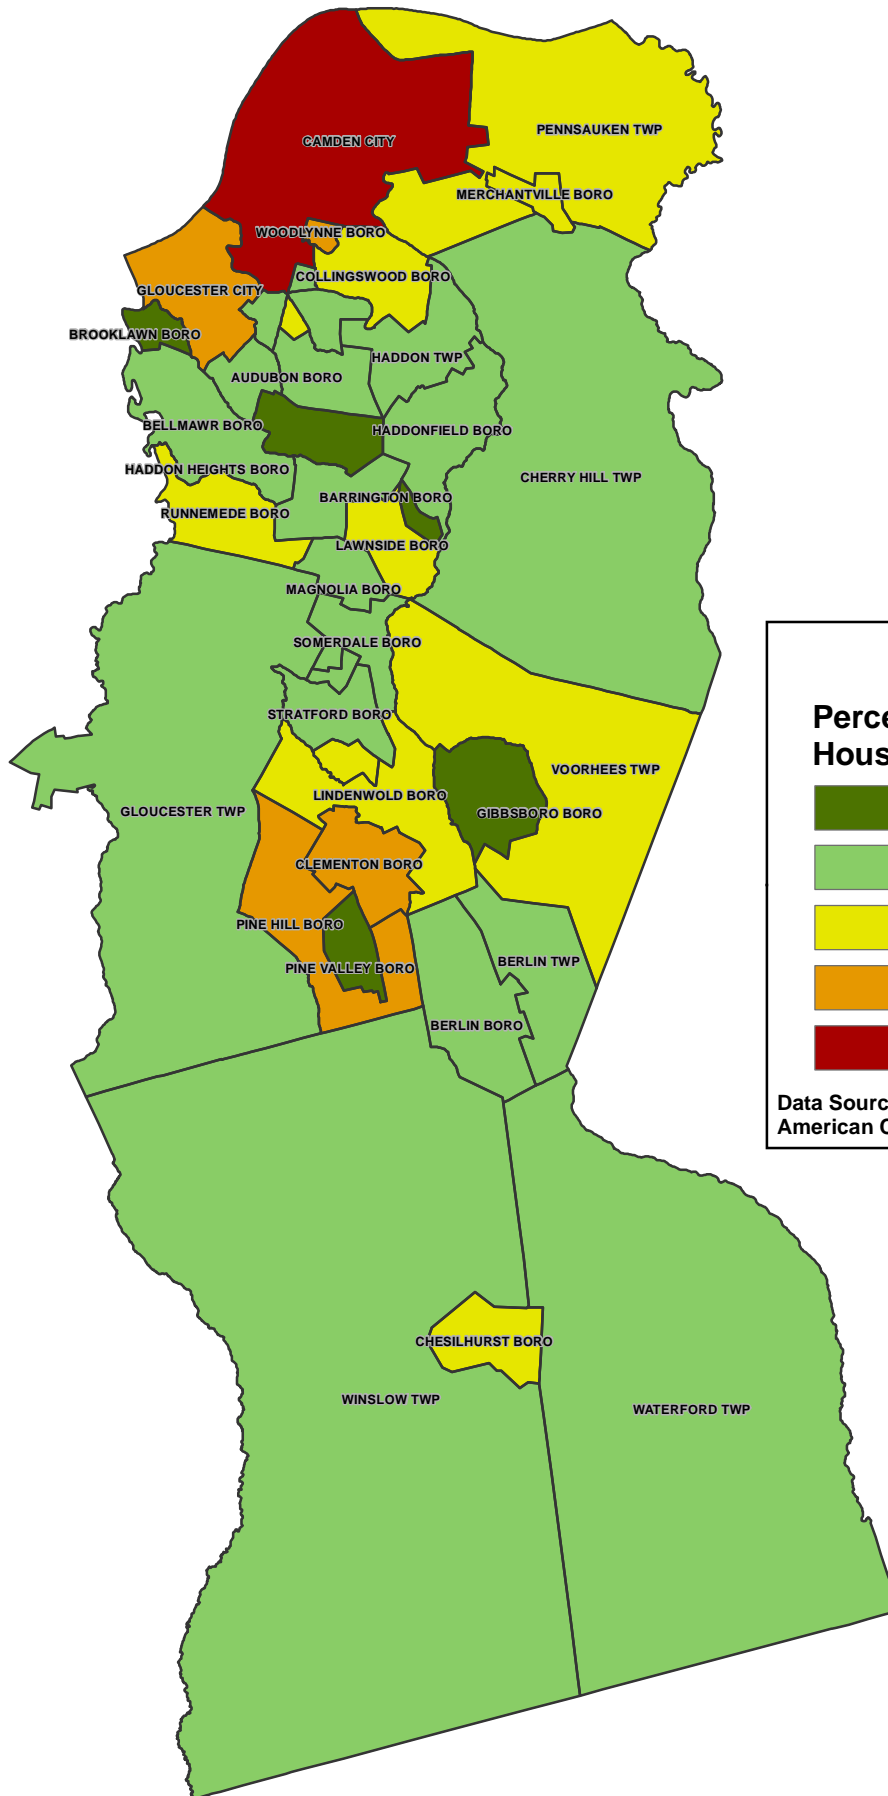 CAMDEN CITY
PENNSAUKEN TWP
MERCHANTVILLE BORO
WOODLYNNE BORO
COLLINGSWOOD BORO
GLOUCESTER CITY
BROOKLAWN BORO
HADDON TWP
AUDUBON BORO
BELLMAWR BORO
HADDONFIELD BORO
HADDON HEIGHTS BORO
CHERRY HILL TWP
BARRINGTON BORO
RUNNEMEDE BORO
LAWNSIDE BORO
MAGNOLIA BORO
SOMERDALE BORO
STRATFORD BORO
Perce
Hous
VOORHEES TWP
LINDENWOLD BORO
GLOUCESTER TWP
GIBBSBORO BORO
CLEMENTON BORO
PINE HILL BORO
BERLIN TWP
PINE VALLEY BORO
BERLIN BORO
Data Sourc
American C
CHESILHURST BORO
WINSLOW TWP
WATERFORD TWP